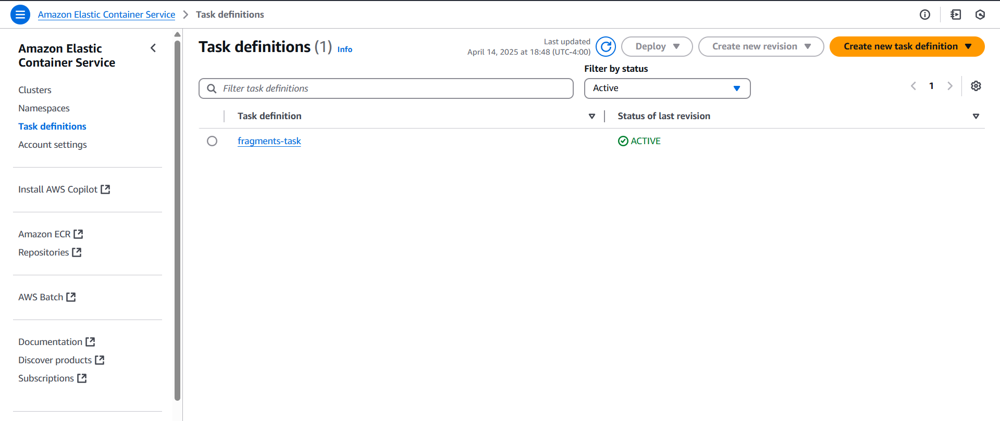 Amazon Elastic Container Service > Task definitions
Amazon Elastic
Container Service
Clusters
Namespaces
Task definitions
Account settings
Install AWS Copilot
Amazon ECR
Repositories
AWS Batch
Documentation
Discover products
Subscriptions
Task definitions (1) Info
Last updated
April 14, 2025 at 18:48 (UTC-4:00)
Deploy
Create new revision
Create new task definition
Filter by status
Filter task definitions
Active
1
Task definition
Status of last revision
fragments-task
ACTIVE